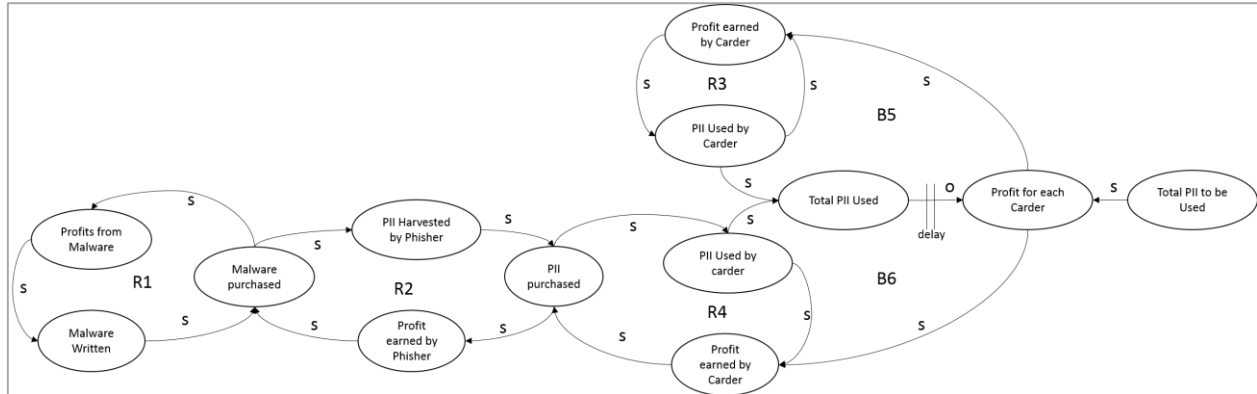 Profit earned
by Carder
S
R3
S
PII Used by
Carder
S
B5
S
Profits from
Malware
S
S
R1
Malware
Written
S
Malware
purchased
S
PII Harvested
by Phisher
S
R2
Profit
earned by
Phisher
S
S
PII
purchased
S
PII Used by
carder
S
R4
S
S
Profit
earned by
Carder
Total PII Used
O
delay
B6
S
Profit for each
Carder
S
Total PII to be
Used